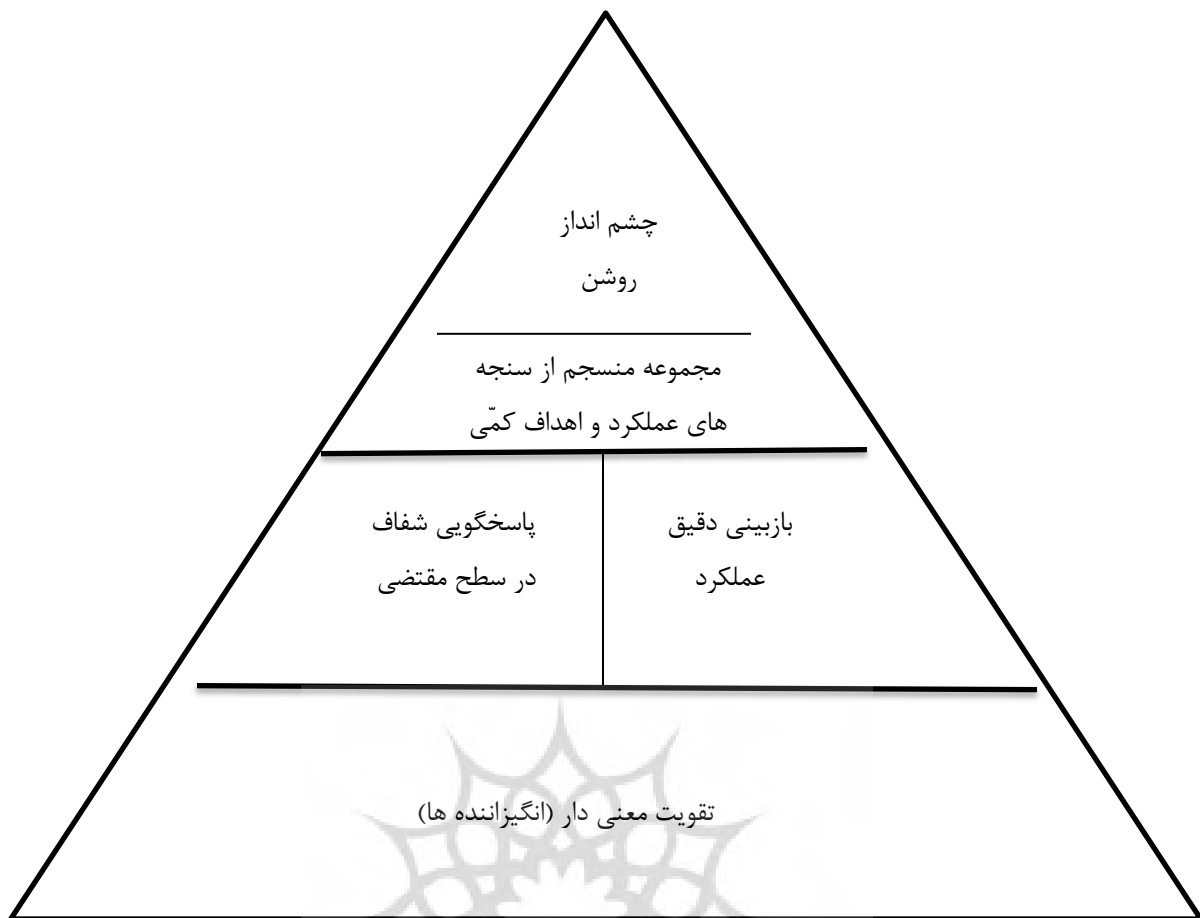 چشم انداز
روشن
مجموعه منسجم از سنجه
های عملکرد و اهداف کمّی
بازبینی دقیق
عملکرد
پاسخگویی شفاف
در سطح مقتضی
تقویت معنی دار (انگیزاننده ها)